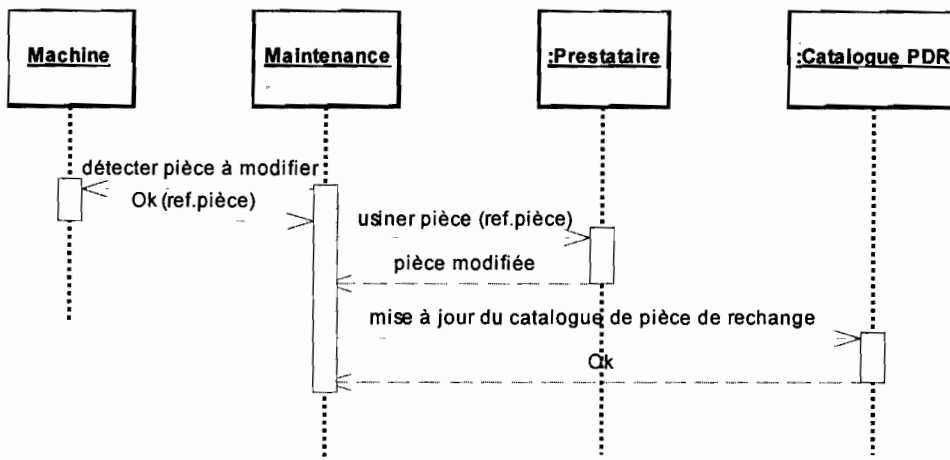 Machine
Maintenance
:Prestataire
:Catalogue PDR
détecter pièce à modifier
Ok (ref.pièce)
usiner pièce (ref.pièce)
pièce modifiée
mise à jour du catalogue de pièce de rechange
Ok